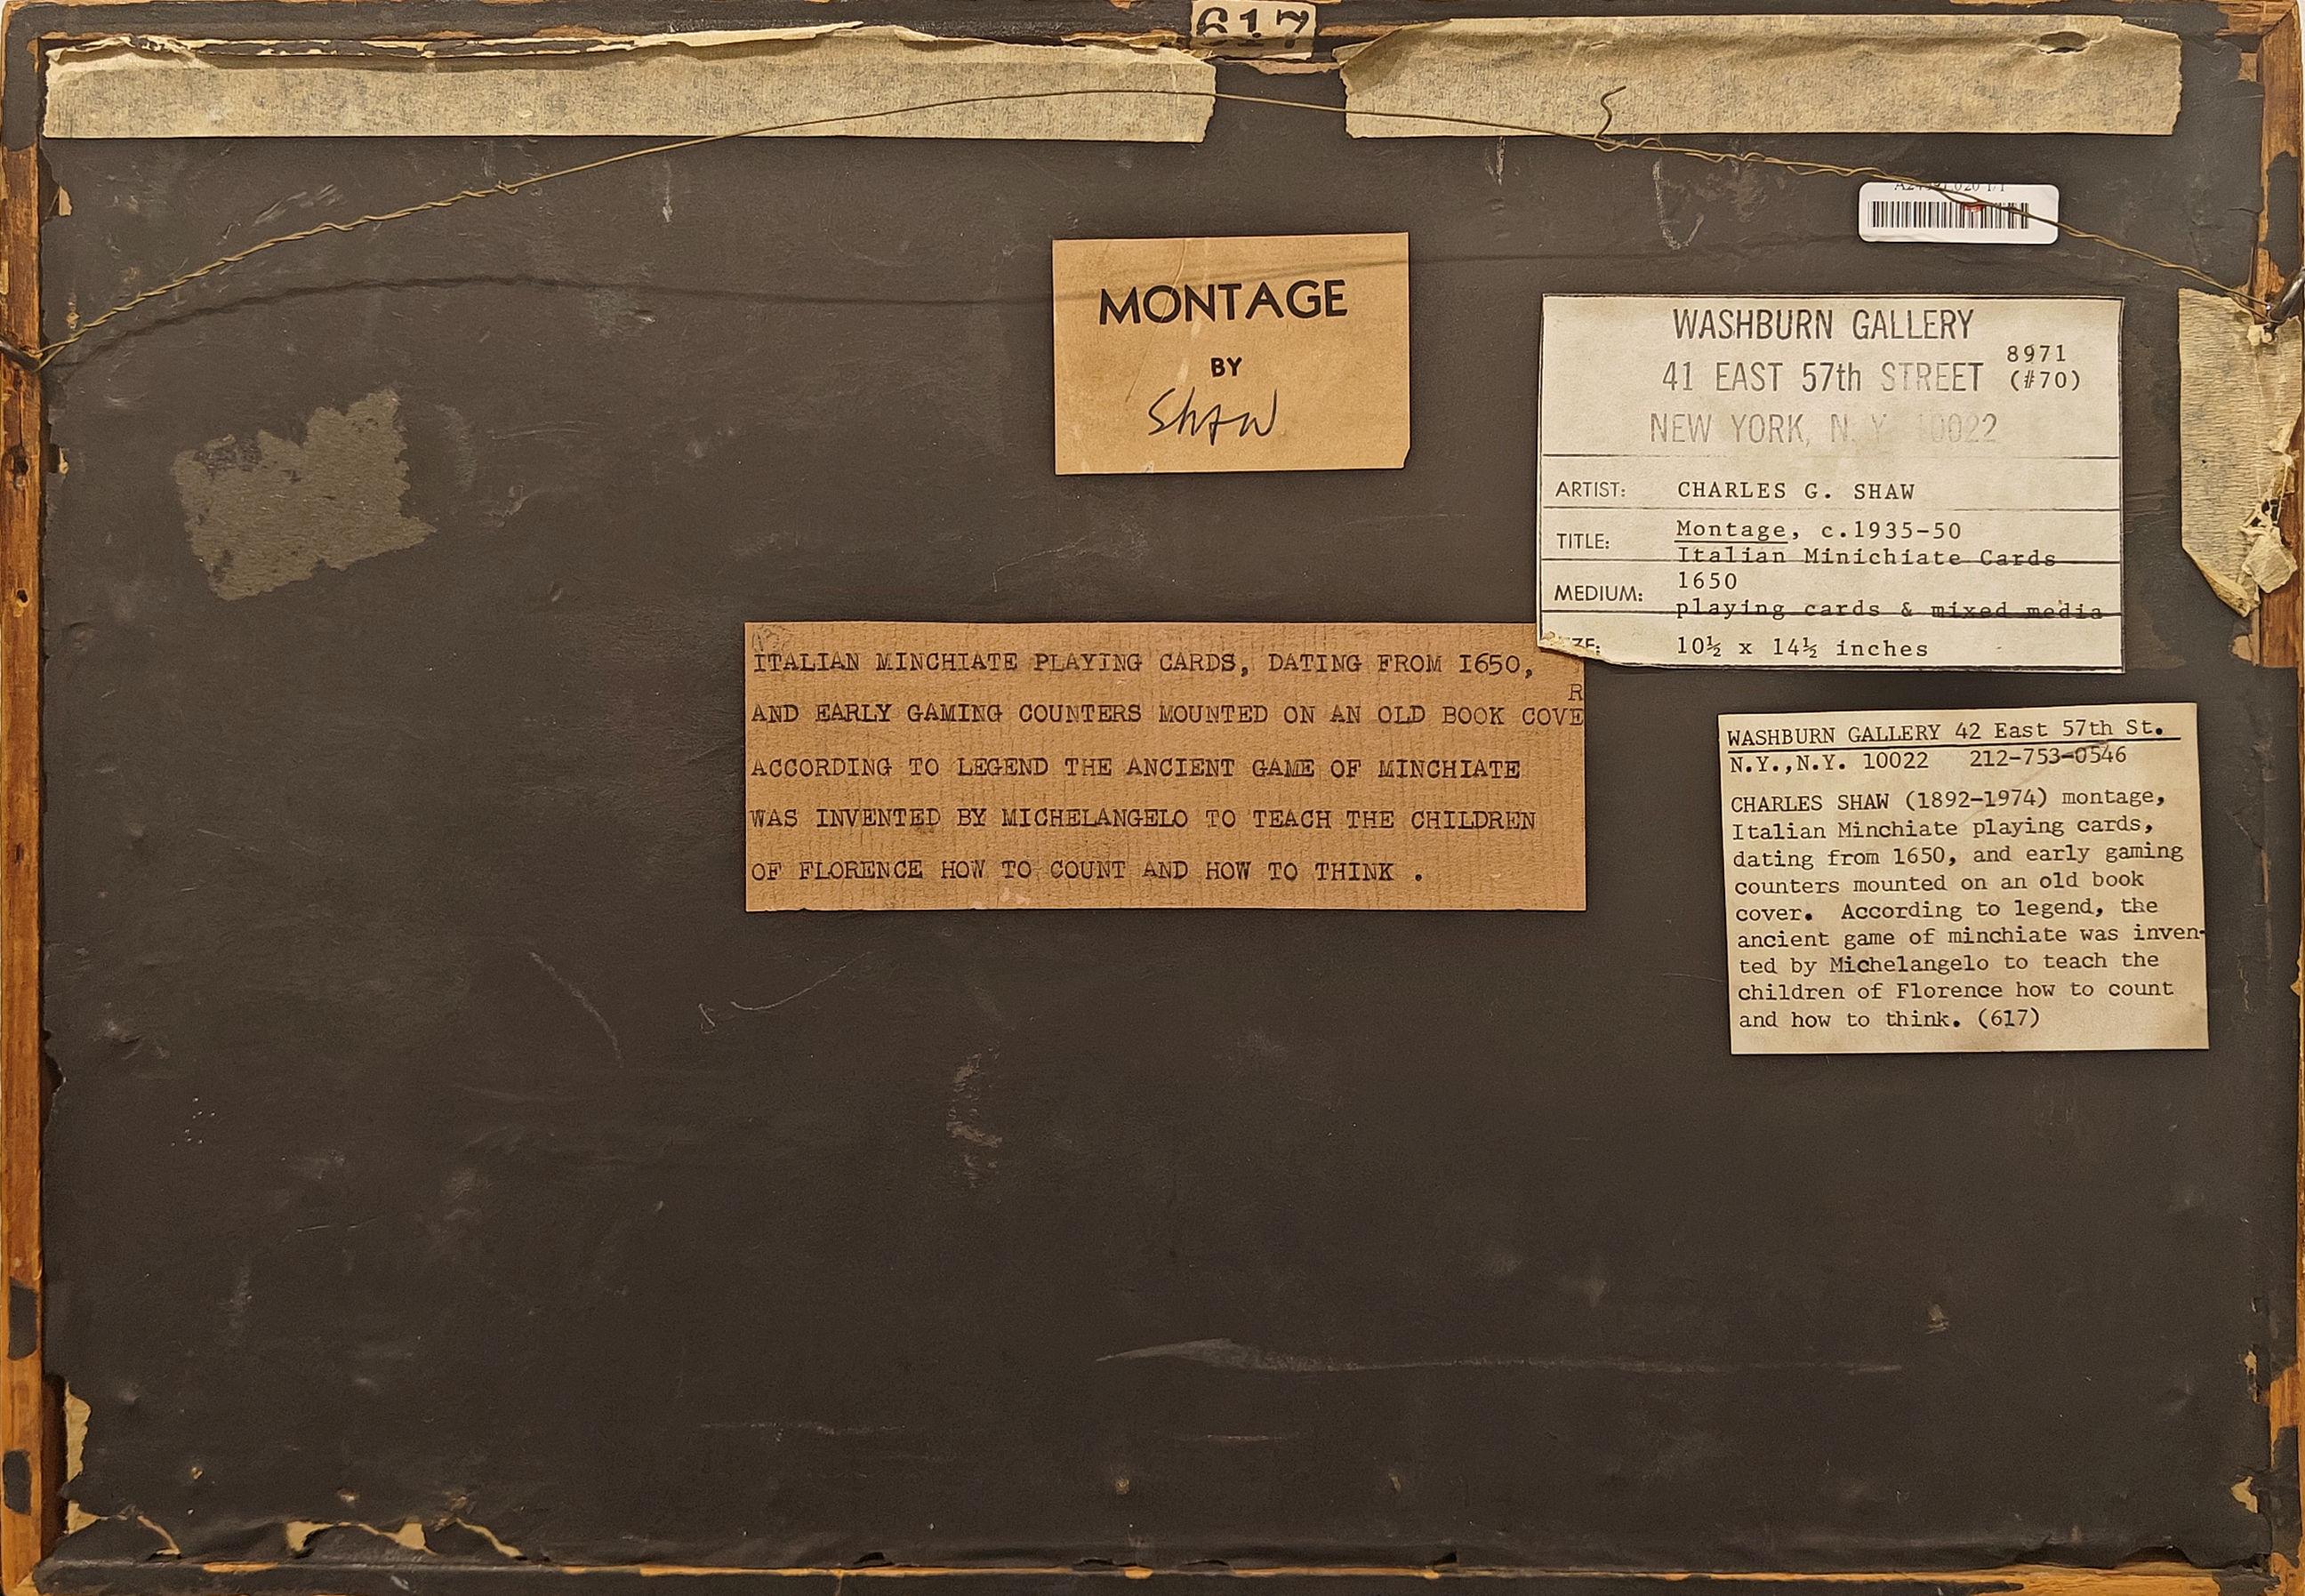 617
MONTAGE
BY
Shaw
WASHBURN GALLERY
41 EAST 57th STREET
8971
(#70)
NEW YORK, N. Y. 10022
ARTIST: CHARLES G. SHAW
TITLE: Montage, c.1935-50
Italian Minichiate Cards
MEDIUM: 1650
playing cards & mixed media
10½ x 14½ inches
ITALIAN MINCHIATE PLAYING CARDS, DATING FROM 1650,
R
AND EARLY GAMING COUNTERS MOUNTED ON AN OLD BOOK COVE
ACCORDING TO LEGEND THE ANCIENT GAME OF MINCHIATE
WAS INVENTED BY MICHELANGELO TO TEACH THE CHILDREN
OF FLORENCE HOW TO COUNT AND HOW TO THINK .
WASHBURN GALLERY 42 East 57th St.
N.Y.,N.Y. 10022 212-753-0546
CHARLES SHAW (1892-1974) montage,
Italian Minchiate playing cards,
dating from 1650, and early gaming
counters mounted on an old book
cover. According to legend, the
ancient game of minchiate was inven-
ted by Michelangelo to teach the
children of Florence how to count
and how to think. (617)